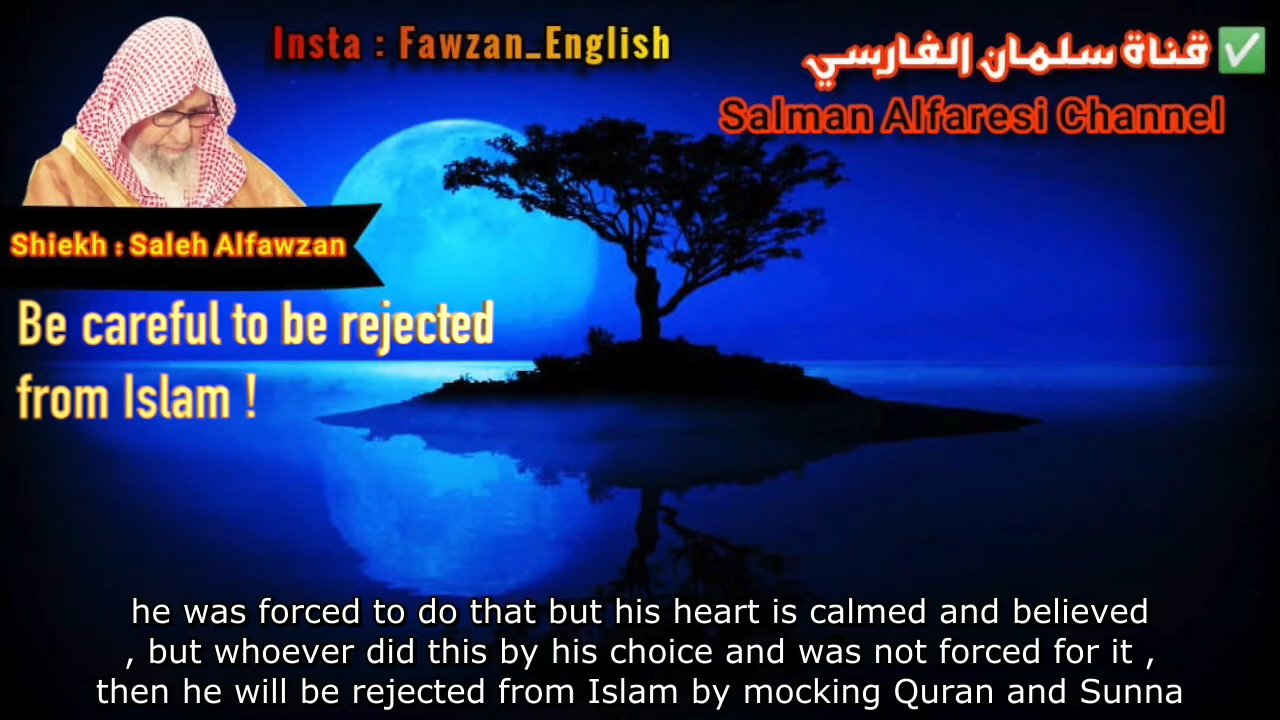 Insta : Fawzan_English
قناة سلمان الفارسي
Salman Alfaresi Channel
Shiekh : Saleh Alfawzan
Be careful to be rejected
from Islam !
he was forced to do that but his heart is calmed and believed
, but whoever did this by his choice and was not forced for it ,
then he will be rejected from Islam by mocking Quran and Sunna